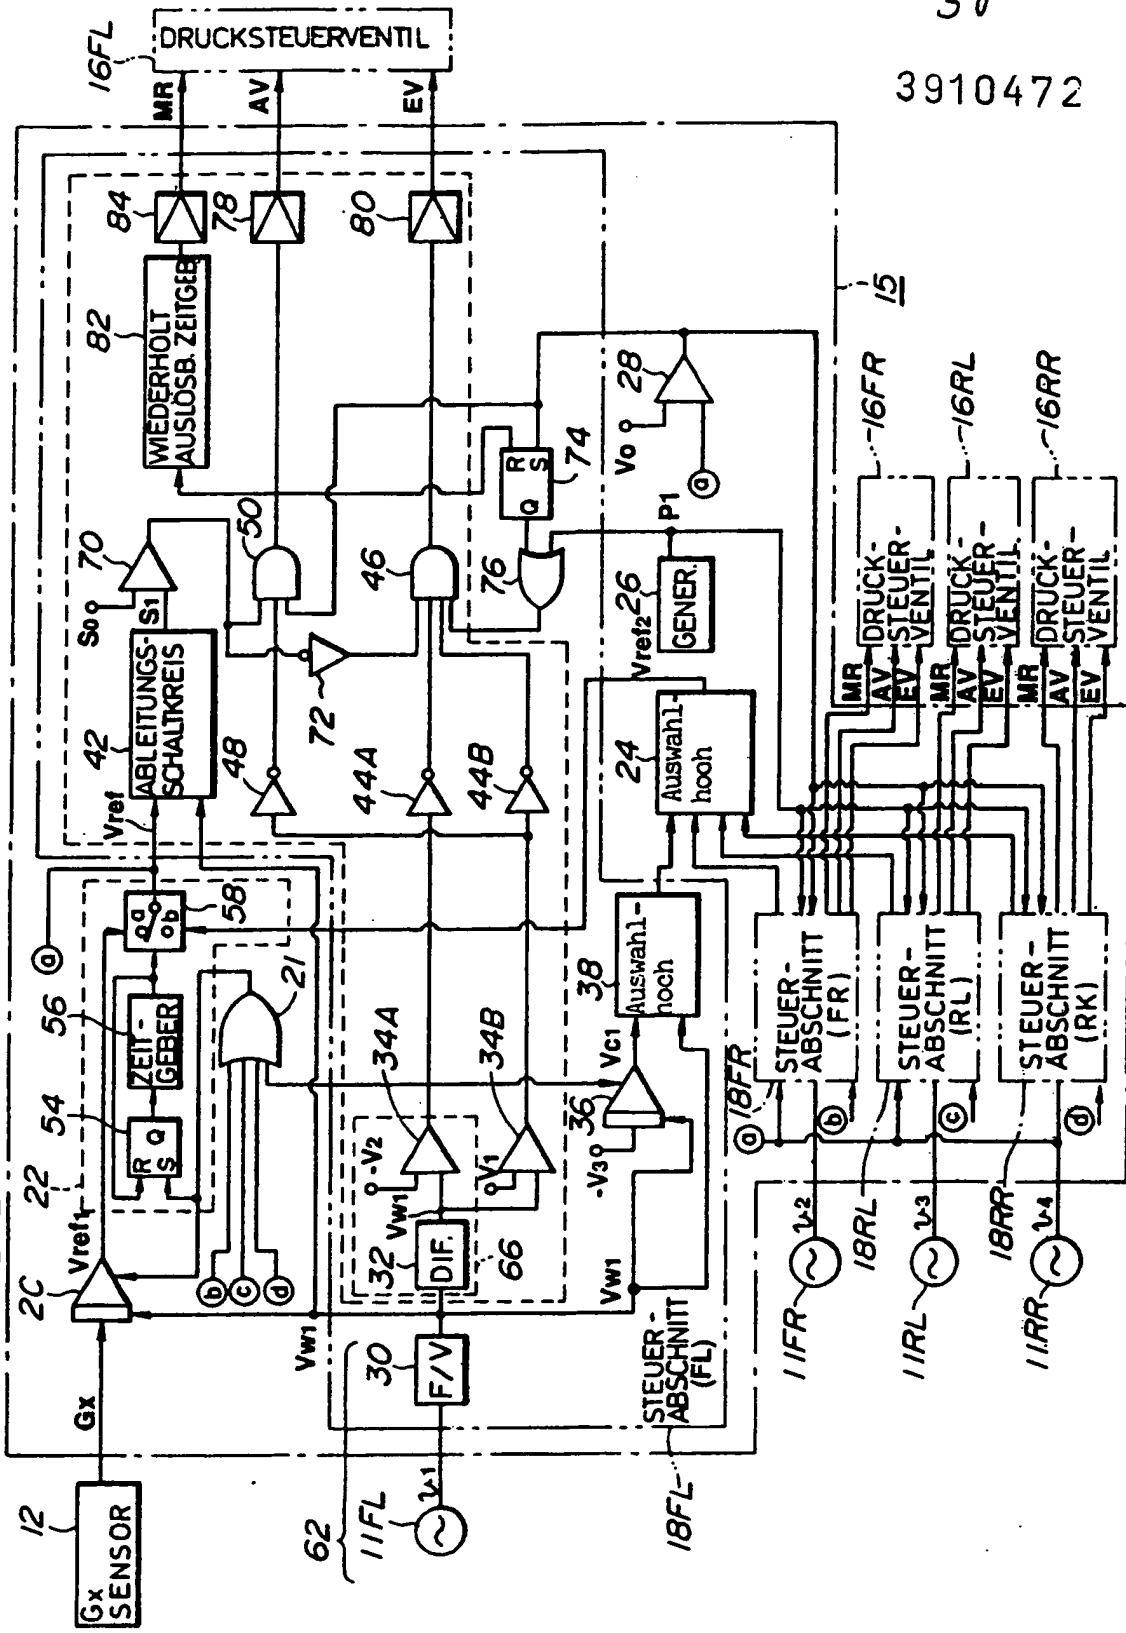 3910472
12
Gx
SENSOR
Gx
2C
Vref1
22
54
R Q
S
56
ZEIT-
GEBER
a
b
58
ⓐ
Vref
42
ABLEITUNGS-
SCHALTKREIS
S0
S1
70
82
WIEDERHOLT
AUSLÖSB. ZEITGEB
84
MR
16FL
DRUCKSTEUERVENTIL
78
AV
80
EV
21
ⓑ
ⓒ
ⓓ
Vw1
62
11FL
v1
30
F/V
32
DIF.
66
-V2
Vw1
34A
V1
34B
48
44A
44B
72
50
46
R
S
Q
74
76
-V3
36
Vc1
Vw1
38
Auswahl-
hoch
24
Auswahl-
hoch
Vref2
26
GENER.
P1
V0
28
ⓐ
STEUER-
ABSCHNITT
(FL)
18FL
15
11FR
v2
ⓐ
18FR
ⓑ
STEUER-
ABSCHNITT
(FR)
MR
AV
EV
DRUCK-
STEUER-
VENTIL
16FR
11RL
v3
18RL
ⓒ
STEUER-
ABSCHNITT
(RL)
MR
AV
EV
DRUCK-
STEUER-
VENTIL
16RL
11RR
v4
18RR
ⓓ
STEUER-
ABSCHNITT
(RK)
MR
AV
EV
DRUCK-
STEUER-
VENTIL
16RR